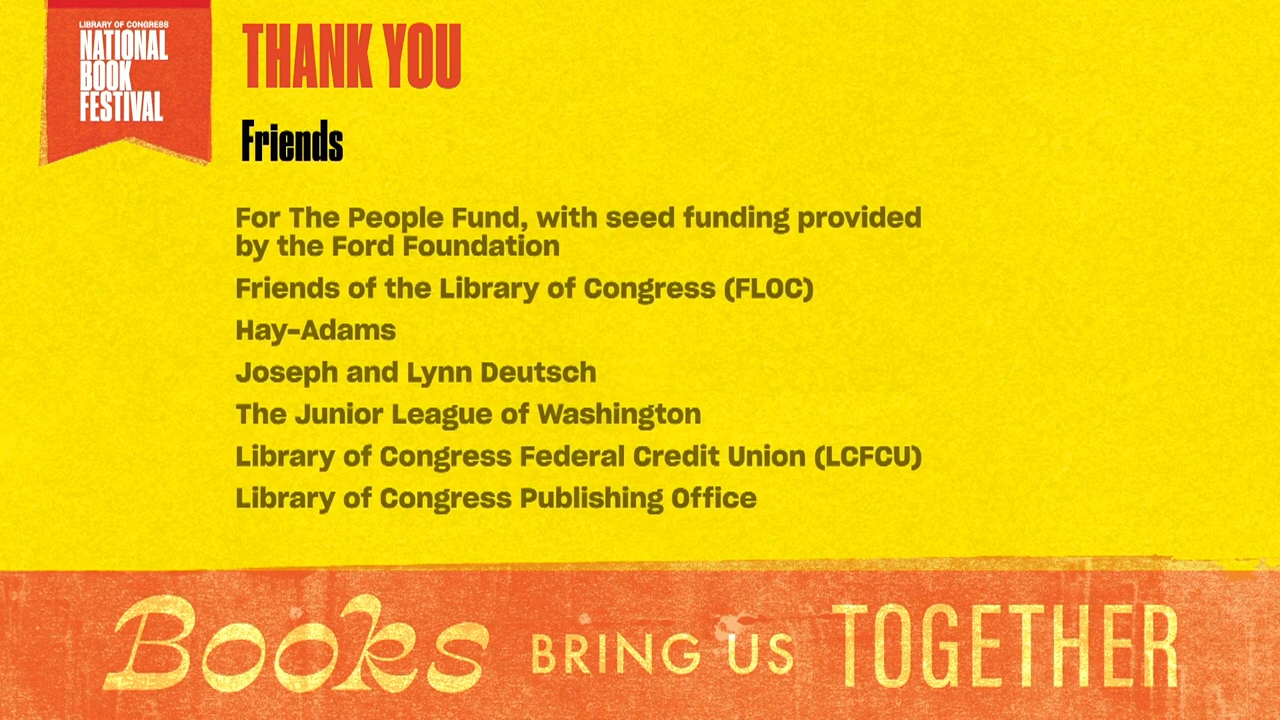 LIBRARY OF CONGRESS
NATIONAL
BOOK
FESTIVAL
THANK YOU
Friends
For The People Fund, with seed funding provided
by the Ford Foundation
Friends of the Library of Congress (FLOC)
Hay-Adams
Joseph and Lynn Deutsch
The Junior League of Washington
Library of Congress Federal Credit Union (LCFCU)
Library of Congress Publishing Office
Books BRING US TOGETHER